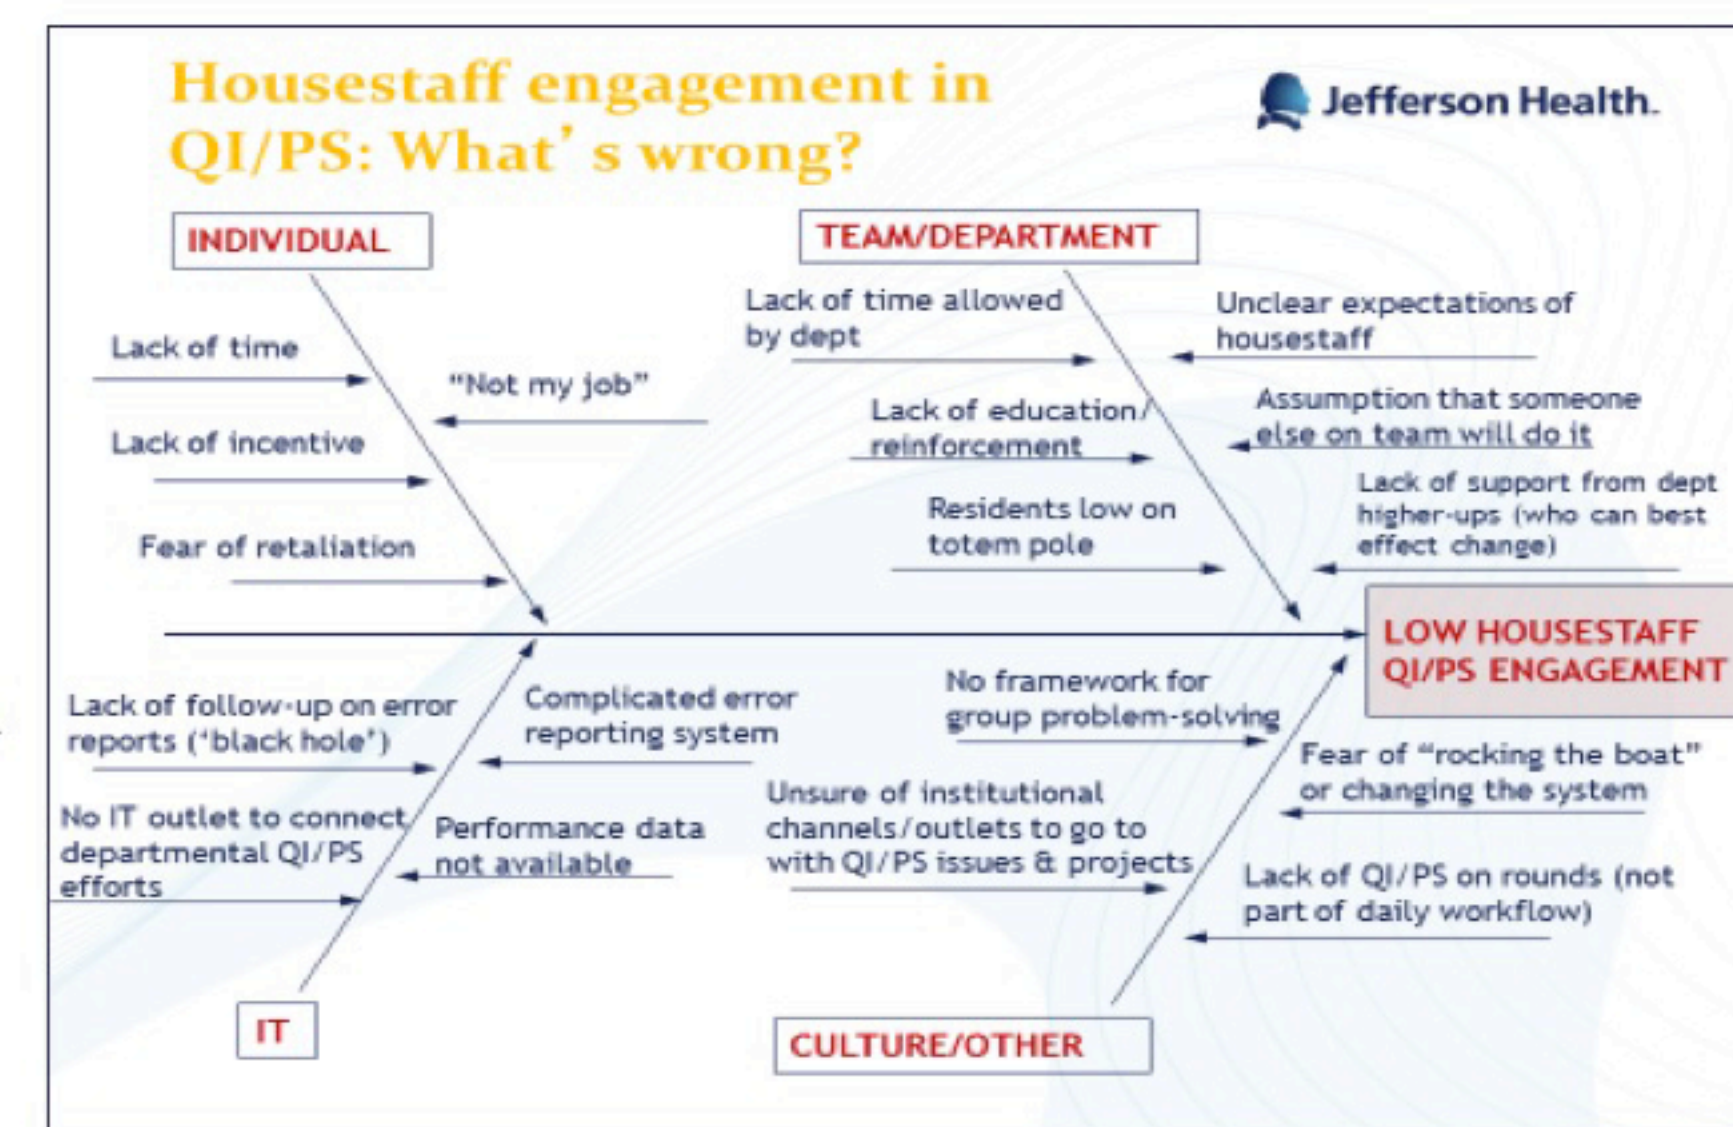 Housestaff engagement in
QI/PS: What’s wrong?
Jefferson Health.
INDIVIDUAL
Lack of time
“Not my job”
Lack of incentive
Fear of retaliation
TEAM/DEPARTMENT
Lack of time allowed
by dept
Unclear expectations of
housestaff
Lack of education/
reinforcement
Assumption that someone
else on team will do it
Residents low on
totem pole
Lack of support from dept
higher-ups (who can best
effect change)
LOW HOUSESTAFF
QI/PS ENGAGEMENT
Lack of follow-up on error
reports (‘black hole’)
Complicated error
reporting system
No IT outlet to connect
departmental QI/PS
efforts
Performance data
not available
IT
No framework for
group problem-solving
Fear of “rocking the boat”
or changing the system
Unsure of institutional
channels/outlets to go to
with QI/PS issues & projects
Lack of QI/PS on rounds (not
part of daily workflow)
CULTURE/OTHER